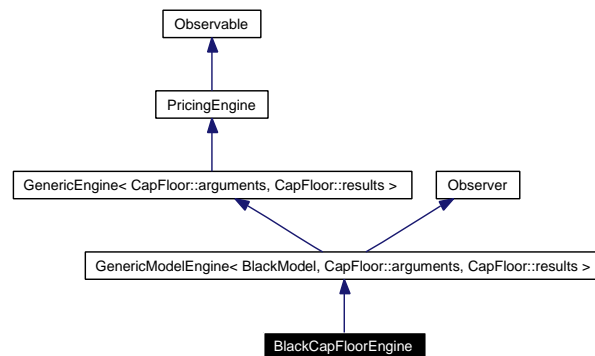 Observable
PricingEngine
GenericEngine< CapFloor::arguments, CapFloor::results >
Observer
GenericModelEngine< BlackModel, CapFloor::arguments, CapFloor::results >
BlackCapFloorEngine